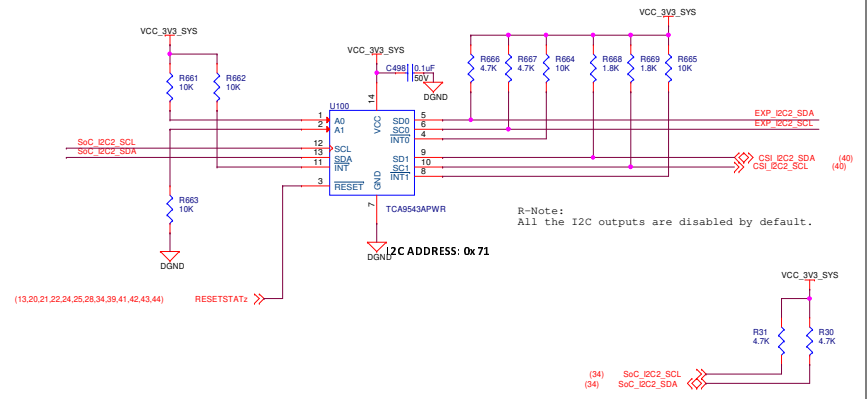 VCC_3V3_SYS
VCC_3V3_SYS
VCC_3V3_SYS
R661
10K
R662
10K
C498
0.1uF
50V
DGND
R666
4.7K
R667
4.7K
R664
10K
R668
1.8K
R669
1.8K
R665
10K
U100
14
VCC
1
A0
2
A1
SoC_I2C2_SCL
12
SCL
SoC_I2C2_SDA
13
SDA
11
INT
3
RESET
GND
7
SD0
5
EXP_I2C2_SDA
SC0
6
EXP_I2C2_SCL
INT0
4
SD1
9
CSI_I2C2_SDA (40)
SC1
10
CSI_I2C2_SCL (40)
INT1
8
TCA9543APWR
R663
10K
DGND
DGND
I2C ADDRESS: 0x71
R-Note:
All the I2C outputs are disabled by default.
(13,20,21,22,24,25,28,34,39,41,42,43,44) RESETSTATz
VCC_3V3_SYS
R31
4.7K
R30
4.7K
(34) SoC_I2C2_SCL
(34) SoC_I2C2_SDA